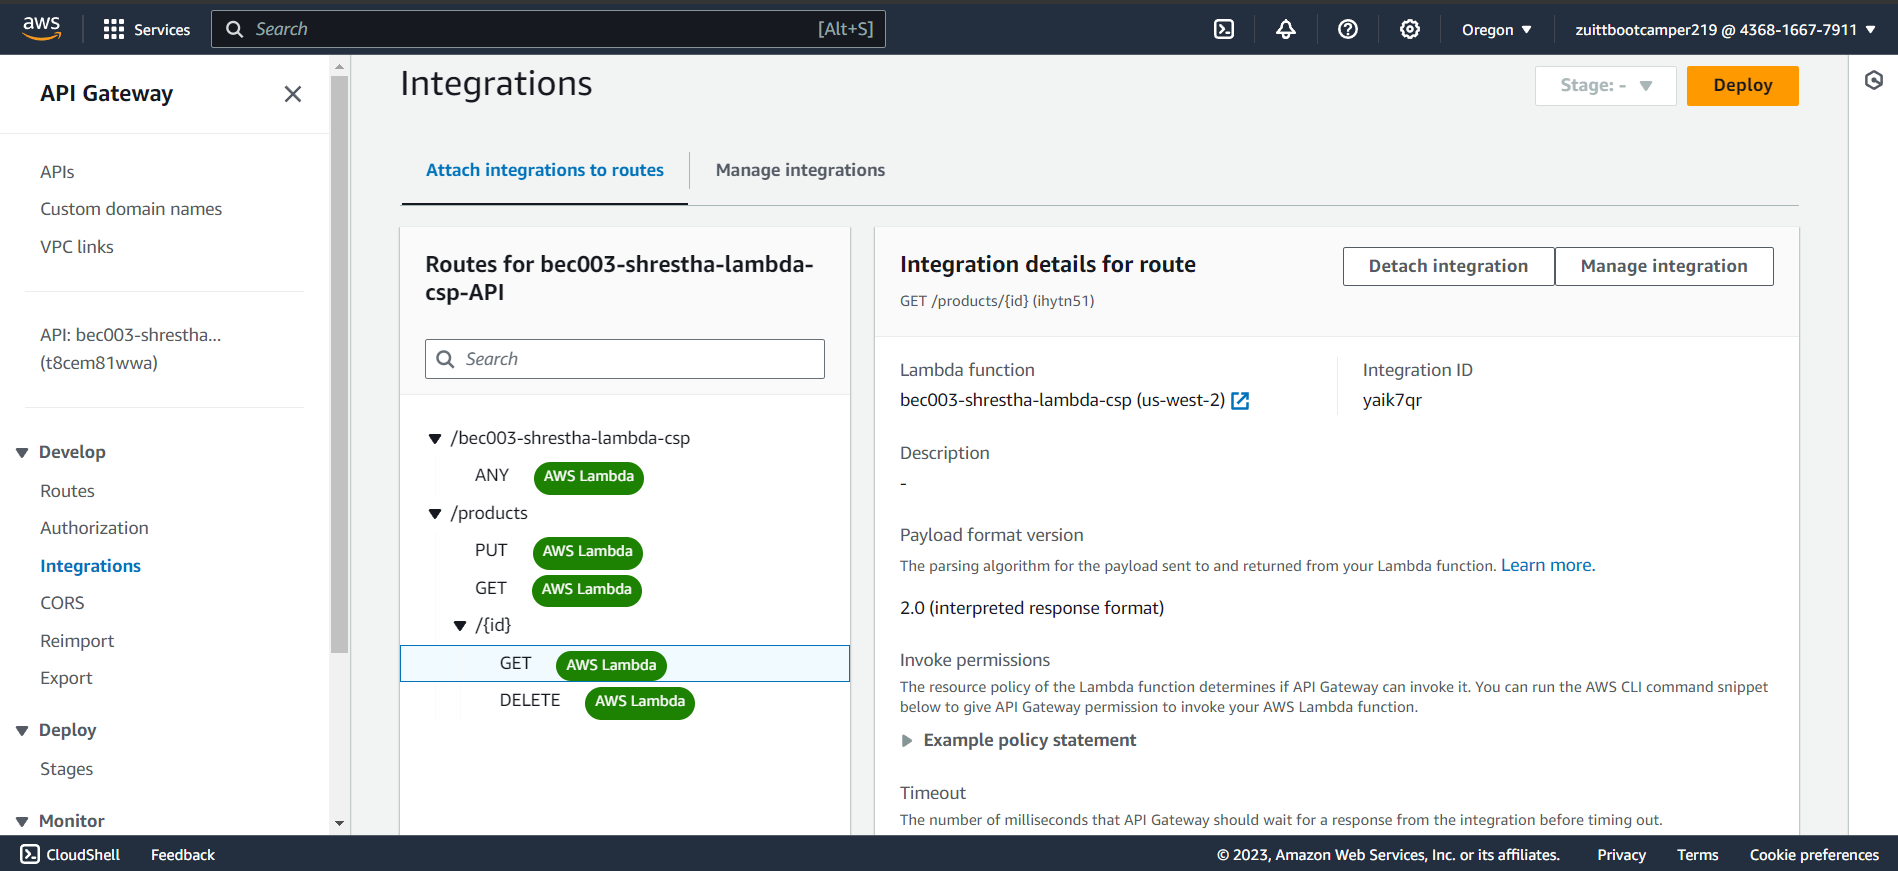 aws
Services
Search
[Alt+S]
Oregon
zuittbootcamper219 @ 4368-1667-7911
API Gateway
APIs
Custom domain names
VPC links
API: bec003-shrestha...
(t8cem81wwa)
Develop
Routes
Authorization
Integrations
CORS
Reimport
Export
Deploy
Stages
Monitor
Integrations
Stage: -
Deploy
Attach integrations to routes
Manage integrations
Routes for bec003-shrestha-lambda-
csp-API
Search
/bec003-shrestha-lambda-csp
ANY AWS Lambda
/products
PUT AWS Lambda
GET AWS Lambda
/{id}
GET AWS Lambda
DELETE AWS Lambda
Integration details for route
GET /products/{id} (ihytn51)
Detach integration
Manage integration
Lambda function
bec003-shrestha-lambda-csp (us-west-2)
Integration ID
yaik7qr
Description
-
Payload format version
The parsing algorithm for the payload sent to and returned from your Lambda function. Learn more.
2.0 (interpreted response format)
Invoke permissions
The resource policy of the Lambda function determines if API Gateway can invoke it. You can run the AWS CLI command snippet
below to give API Gateway permission to invoke your AWS Lambda function.
Example policy statement
Timeout
The number of milliseconds that API Gateway should wait for a response from the integration before timing out.
CloudShell
Feedback
© 2023, Amazon Web Services, Inc. or its affiliates.
Privacy
Terms
Cookie preferences